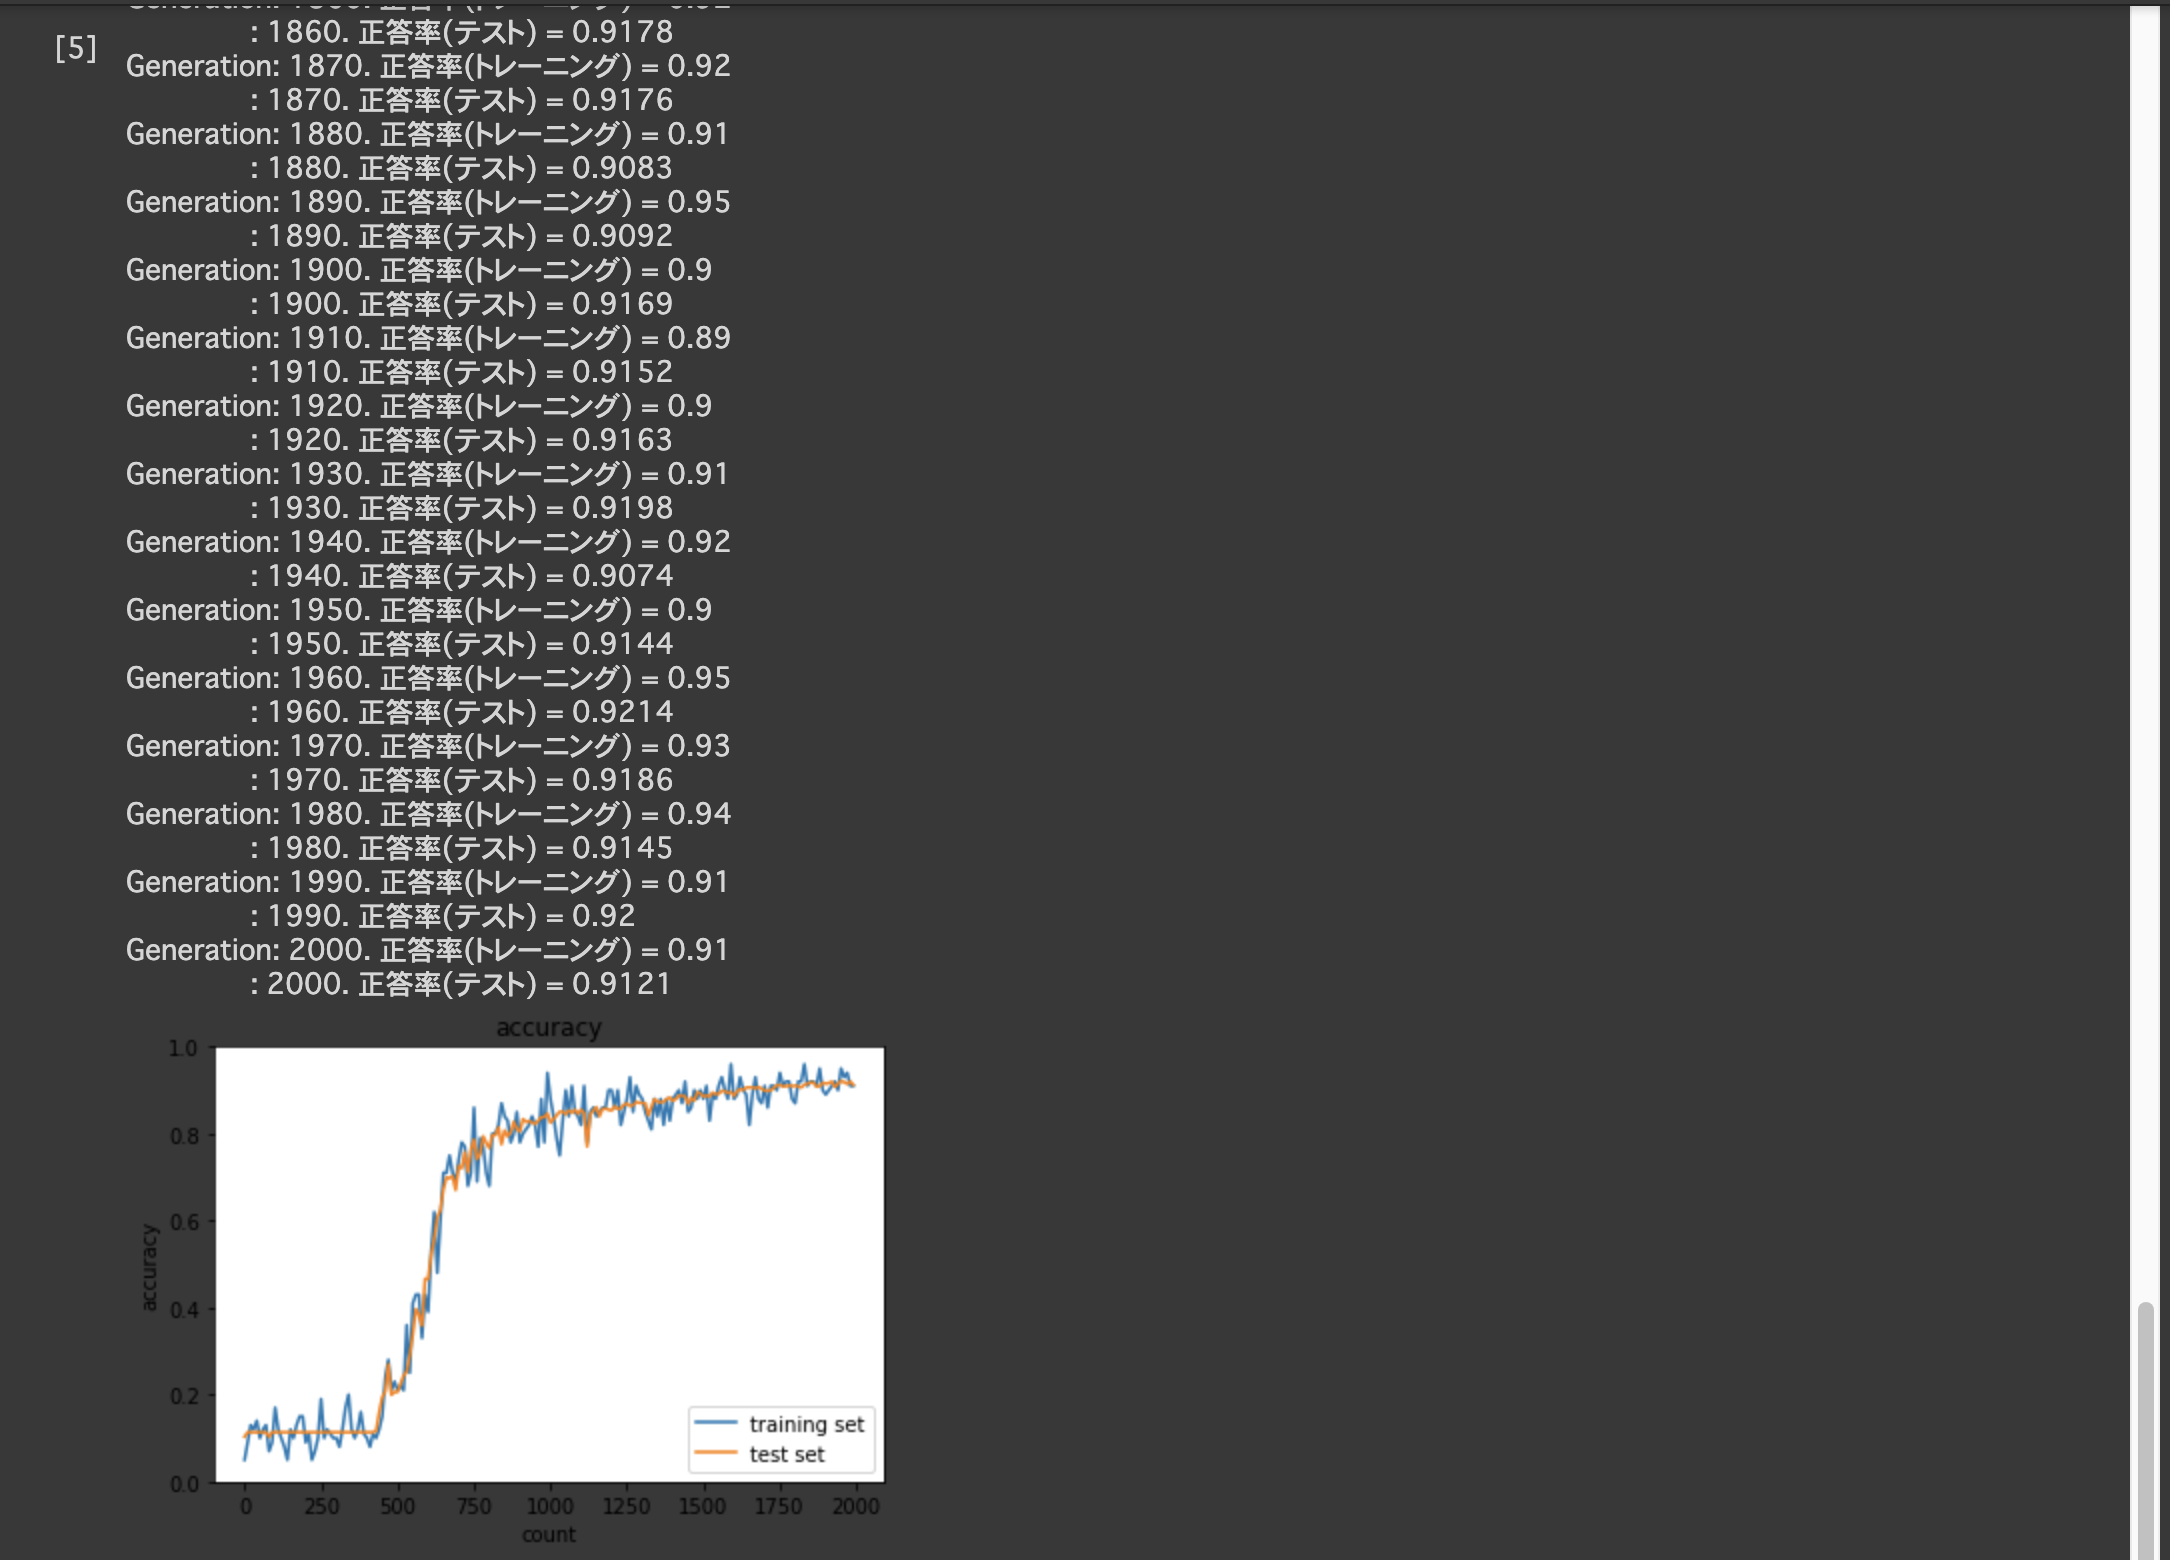 [5]
: 1860. 正答率(テスト) = 0.9178
Generation: 1870. 正答率(トレーニング) = 0.92
: 1870. 正答率(テスト) = 0.9176
Generation: 1880. 正答率(トレーニング) = 0.91
: 1880. 正答率(テスト) = 0.9083
Generation: 1890. 正答率(トレーニング) = 0.95
: 1890. 正答率(テスト) = 0.9092
Generation: 1900. 正答率(トレーニング) = 0.9
: 1900. 正答率(テスト) = 0.9169
Generation: 1910. 正答率(トレーニング) = 0.89
: 1910. 正答率(テスト) = 0.9152
Generation: 1920. 正答率(トレーニング) = 0.9
: 1920. 正答率(テスト) = 0.9163
Generation: 1930. 正答率(トレーニング) = 0.91
: 1930. 正答率(テスト) = 0.9198
Generation: 1940. 正答率(トレーニング) = 0.92
: 1940. 正答率(テスト) = 0.9074
Generation: 1950. 正答率(トレーニング) = 0.9
: 1950. 正答率(テスト) = 0.9144
Generation: 1960. 正答率(トレーニング) = 0.95
: 1960. 正答率(テスト) = 0.9214
Generation: 1970. 正答率(トレーニング) = 0.93
: 1970. 正答率(テスト) = 0.9186
Generation: 1980. 正答率(トレーニング) = 0.94
: 1980. 正答率(テスト) = 0.9145
Generation: 1990. 正答率(トレーニング) = 0.91
: 1990. 正答率(テスト) = 0.92
Generation: 2000. 正答率(トレーニング) = 0.91
: 2000. 正答率(テスト) = 0.9121
accuracy
1.0
0.8
0.6
accuracy
0.4
0.2
training set
test set
0.0
0 250 500 750 1000 1250 1500 1750 2000
count